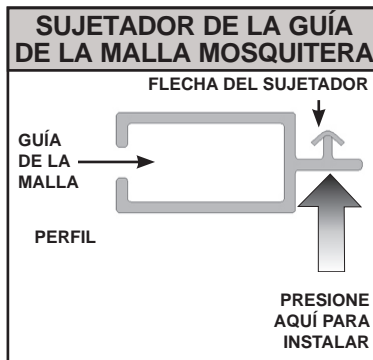 SUJETADOR DE LA GUÍA
DE LA MALLA MOSQUITERA
FLECHA DEL SUJETADOR
GUÍA
DE LA
MALLA
PERFIL
PRESIONE
AQUÍ PARA
INSTALAR